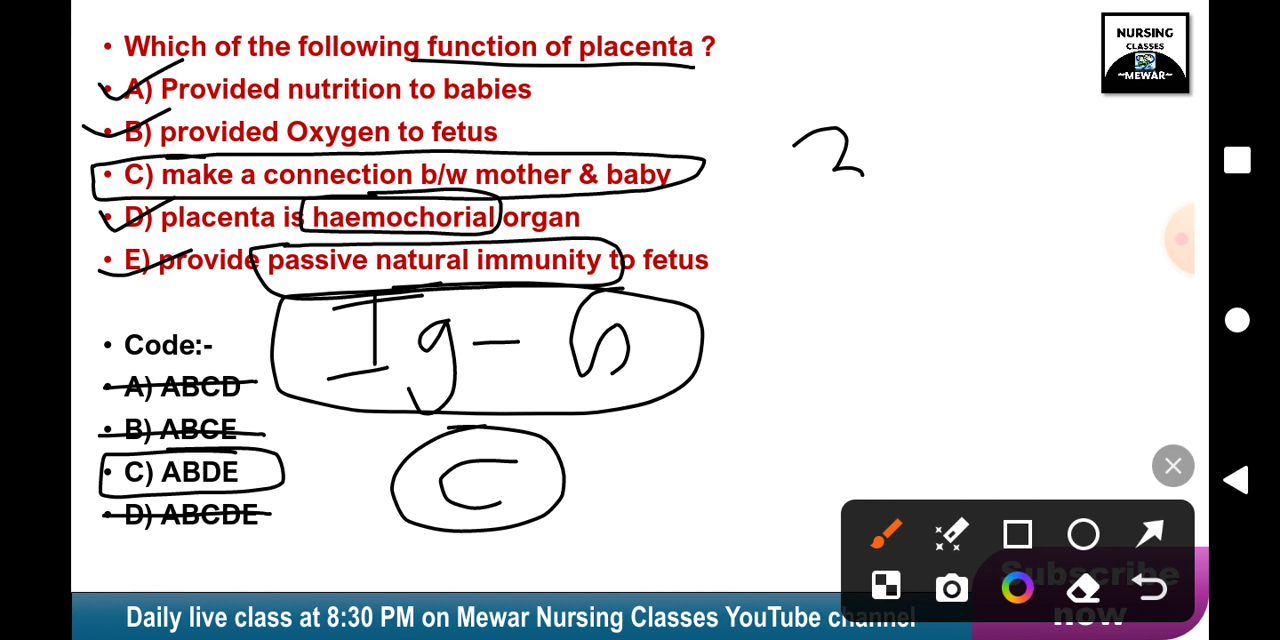 • Which of the following function of placenta ?
• A) Provided nutrition to babies
• B) provided Oxygen to fetus
• C) make a connection b/w mother & baby
• D) placenta is haemochorial organ
• E) provide passive natural immunity to fetus
Ig - G
• Code:-
• A) ABCD
• B) ABCE
• C) ABDE
• D) ABCDE
C
NURSING
CLASSES
~MEWAR~
Subscribe
now
Daily live class at 8:30 PM on Mewar Nursing Classes YouTube channel